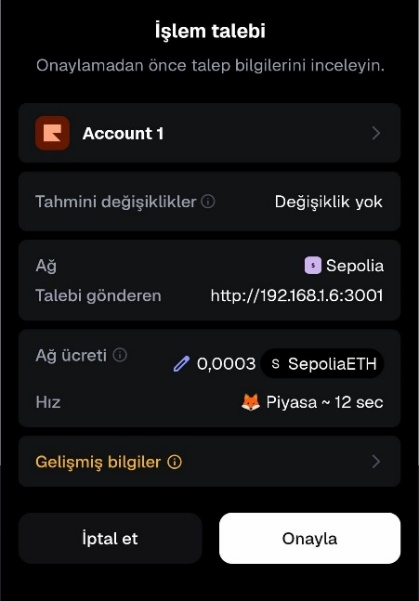 İşlem talebi
Onaylamadan önce talep bilgilerini inceleyin.
Account 1
Tahmini değişiklikler Değişiklik yok
Ağ S Sepolia
Talebi gönderen http://192.168.1.6:3001
Ağ ücreti 0,0003 S SepoliaETH
Hız Piyasa ~ 12 sec
Gelişmiş bilgiler
İptal et Onayla